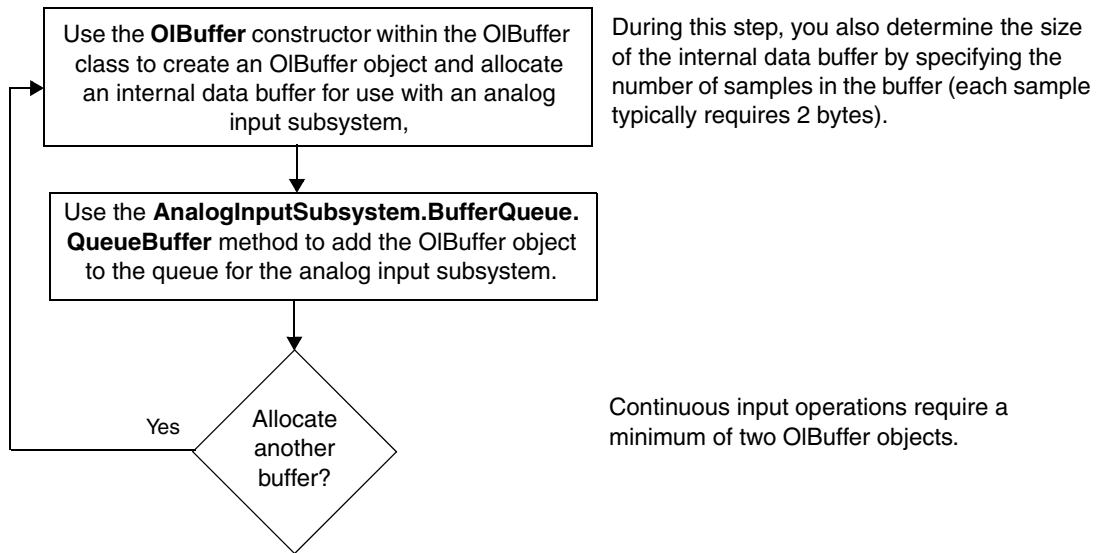 Use the OlBuffer constructor within the OlBuffer
class to create an OlBuffer object and allocate
an internal data buffer for use with an analog
input subsystem,
During this step, you also determine the size
of the internal data buffer by specifying the
number of samples in the buffer (each sample
typically requires 2 bytes).
Use the AnalogInputSubsystem.BufferQueue.
QueueBuffer method to add the OlBuffer object
to the queue for the analog input subsystem.
Yes
Allocate
another
buffer?
Continuous input operations require a
minimum of two OlBuffer objects.